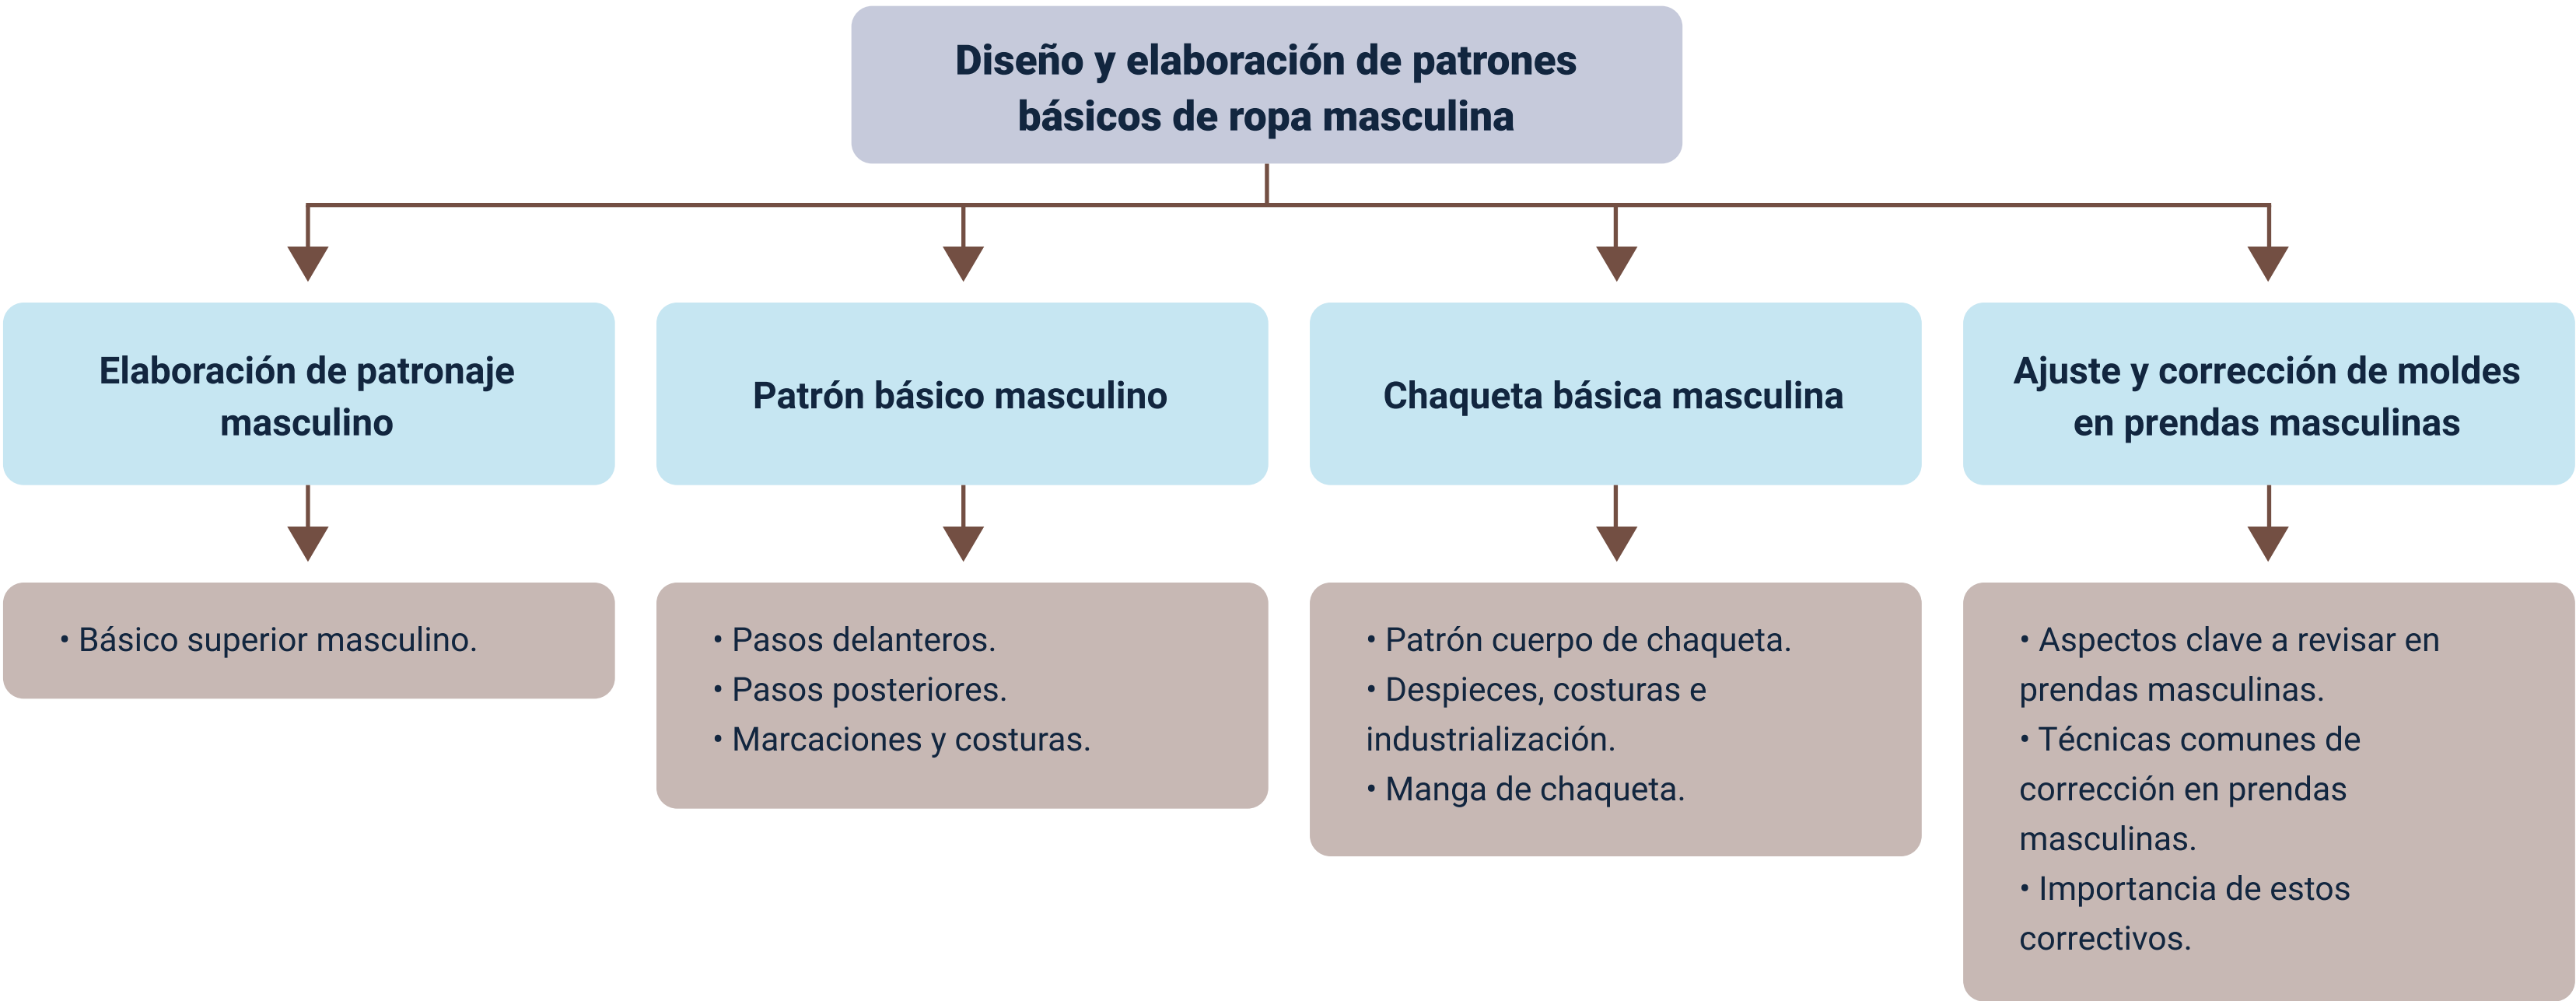 Diseño y elaboración de patrones
básicos de ropa masculina
Elaboración de patronaje
masculino
Patrón básico masculino
Chaqueta básica masculina
Ajuste y corrección de moldes
en prendas masculinas
• Básico superior masculino.
• Pasos delanteros.
• Pasos posteriores.
• Marcaciones y costuras.
• Patrón cuerpo de chaqueta.
• Despieces, costuras e
industrialización.
• Manga de chaqueta.
• Aspectos clave a revisar en
prendas masculinas.
• Técnicas comunes de
corrección en prendas
masculinas.
• Importancia de estos
correctivos.